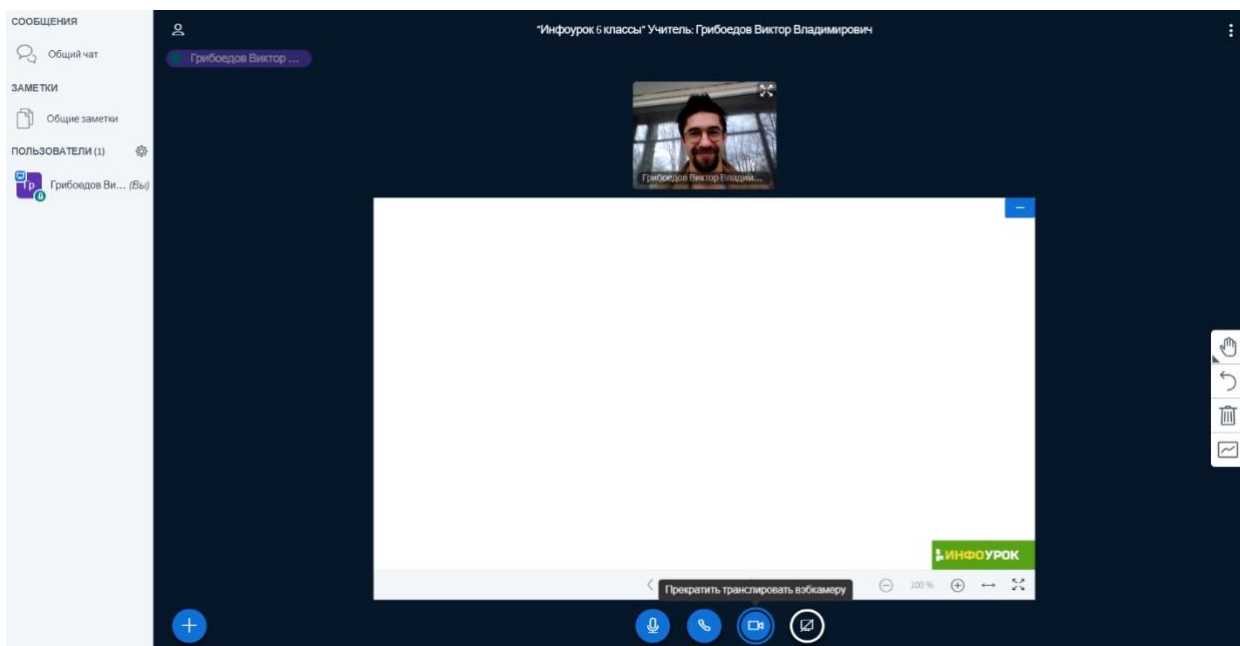 СООБЩЕНИЯ
Общий чат
ЗАМЕТКИ
Общие заметки
ПОЛЬЗОВАТЕЛИ (1)
Гр
Грибоедов Ви... (Вы)
"Инфоурок 6 классы" Учитель: Грибоедов Виктор Владимирович
Грибоедов Виктор ...
Грибоедов Виктор Владим...
ИНФОУРОК
Прекратить транслировать вэбкамеру
100 %